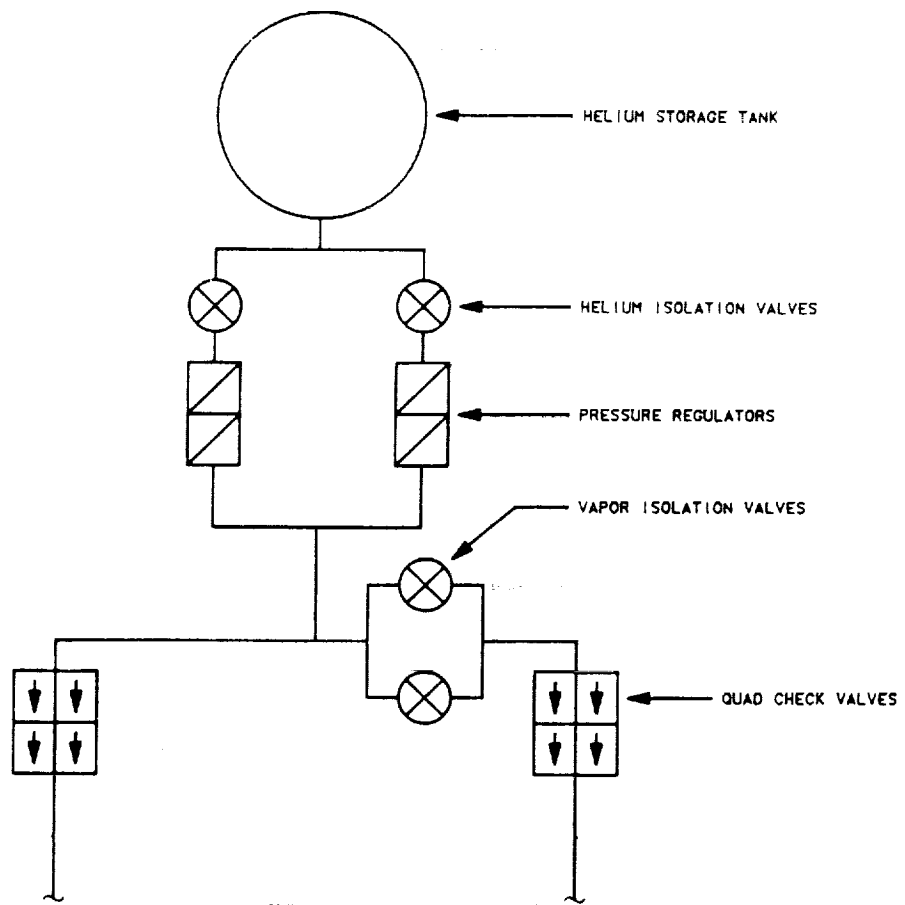 HELIUM STORAGE TANK
HELIUM ISOLATION VALVES
PRESSURE REGULATORS
VAPOR ISOLATION VALVES
QUAD CHECK VALVES